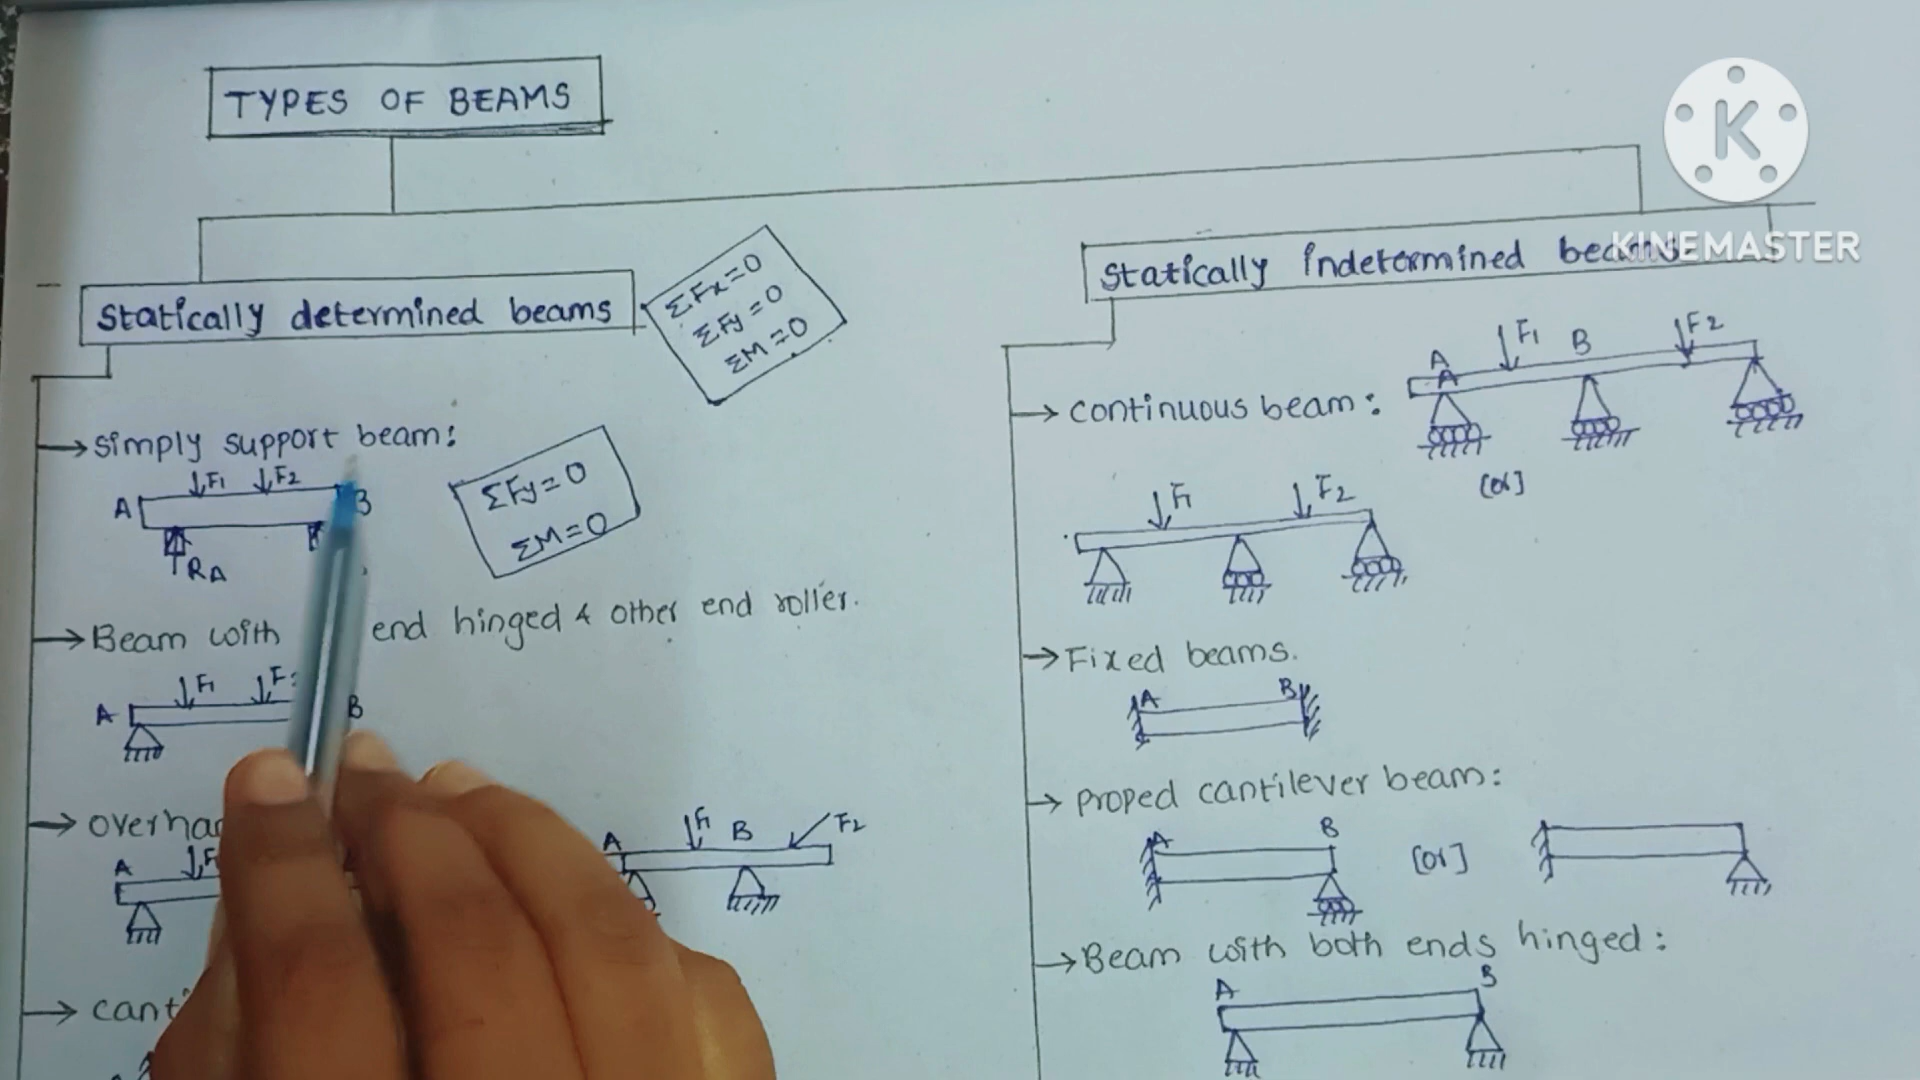 TYPES OF BEAMS
K
KINEMASTER
Statically determined beams
ΣFx=0
ΣFy=0
ΣM=0
simply support beam:
F1 F2
A B
RA
ΣFy=0
ΣM=0
Beam with end hinged & other end roller.
F1
A B
A F1 B F2
A
Statically indetermined beams
continuous beam:
A F1 B F2
A
[or]
F1 F2
Fixed beams.
A B
Proped cantilever beam:
A B
[or]
Beam with both ends hinged:
A B